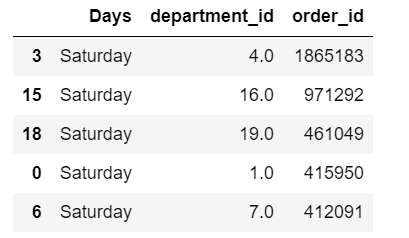 Days department_id order_id
3 Saturday 4.0 1865183
15 Saturday 16.0 971292
18 Saturday 19.0 461049
0 Saturday 1.0 415950
6 Saturday 7.0 412091